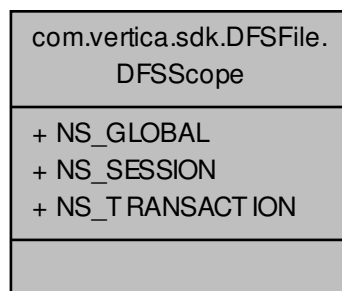 com.vertica.sdk.DFSFile.
DFSScope
+ NS_GLOBAL
+ NS_SESSION
+ NS_TRANSACTION